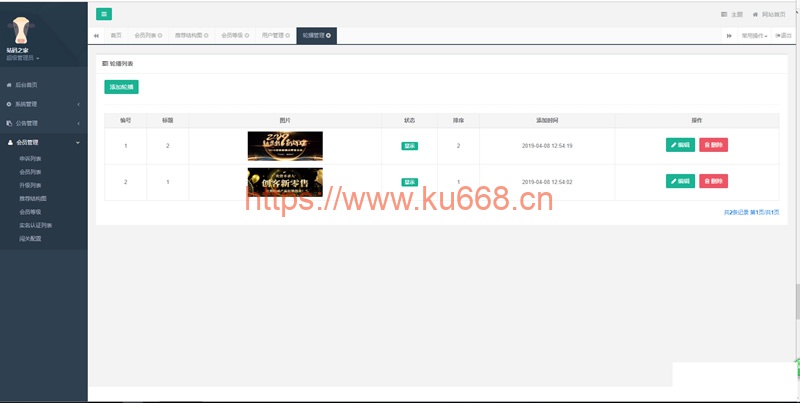 主题 网站首页
首页 会员列表 推荐结构图 会员等级 用户管理 轮播管理 常用操作 退出
站码之家
超级管理员
后台首页
系统管理
公告管理
会员管理
申诉列表
会员列表
升级列表
推荐结构图
会员等级
实名认证列表
闯关配置
轮播列表
添加轮播
编号 标题 图片 状态 排序 添加时间 操作
1 2 显示 2 2019-04-08 12:54:19 编辑 删除
2 1 创客新零售 显示 1 2019-04-08 12:54:02 编辑 删除
https://www.ku668.cn
共2条记录 第1页/共1页